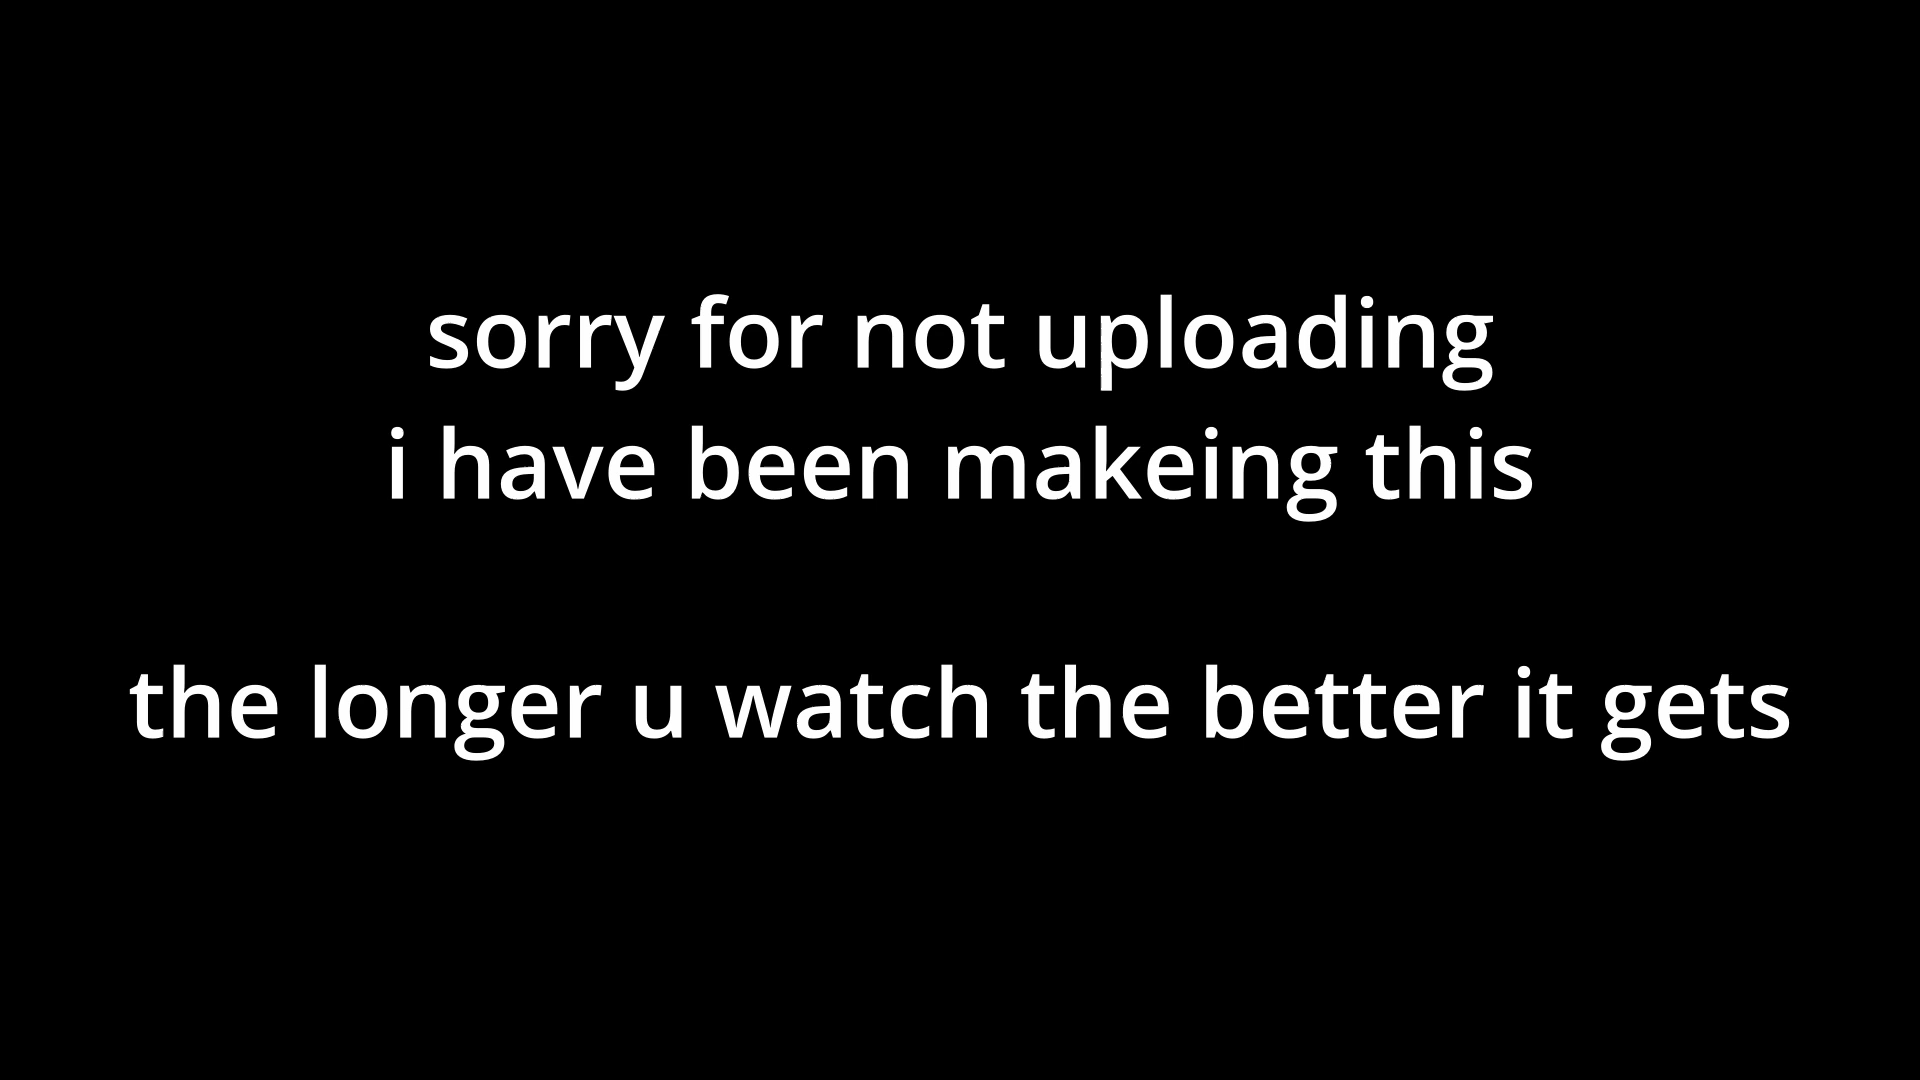 sorry for not uploading
i have been makeing this
the longer u watch the better it gets